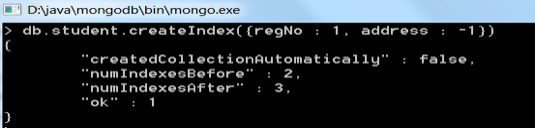 D:\java\mongodb\bin\mongo.exe
> db.student.createIndex({regNo : 1, address : -1})
{
"createdCollectionAutomatically" : false,
"numIndexesBefore" : 2,
"numIndexesAfter" : 3,
"ok" : 1
}